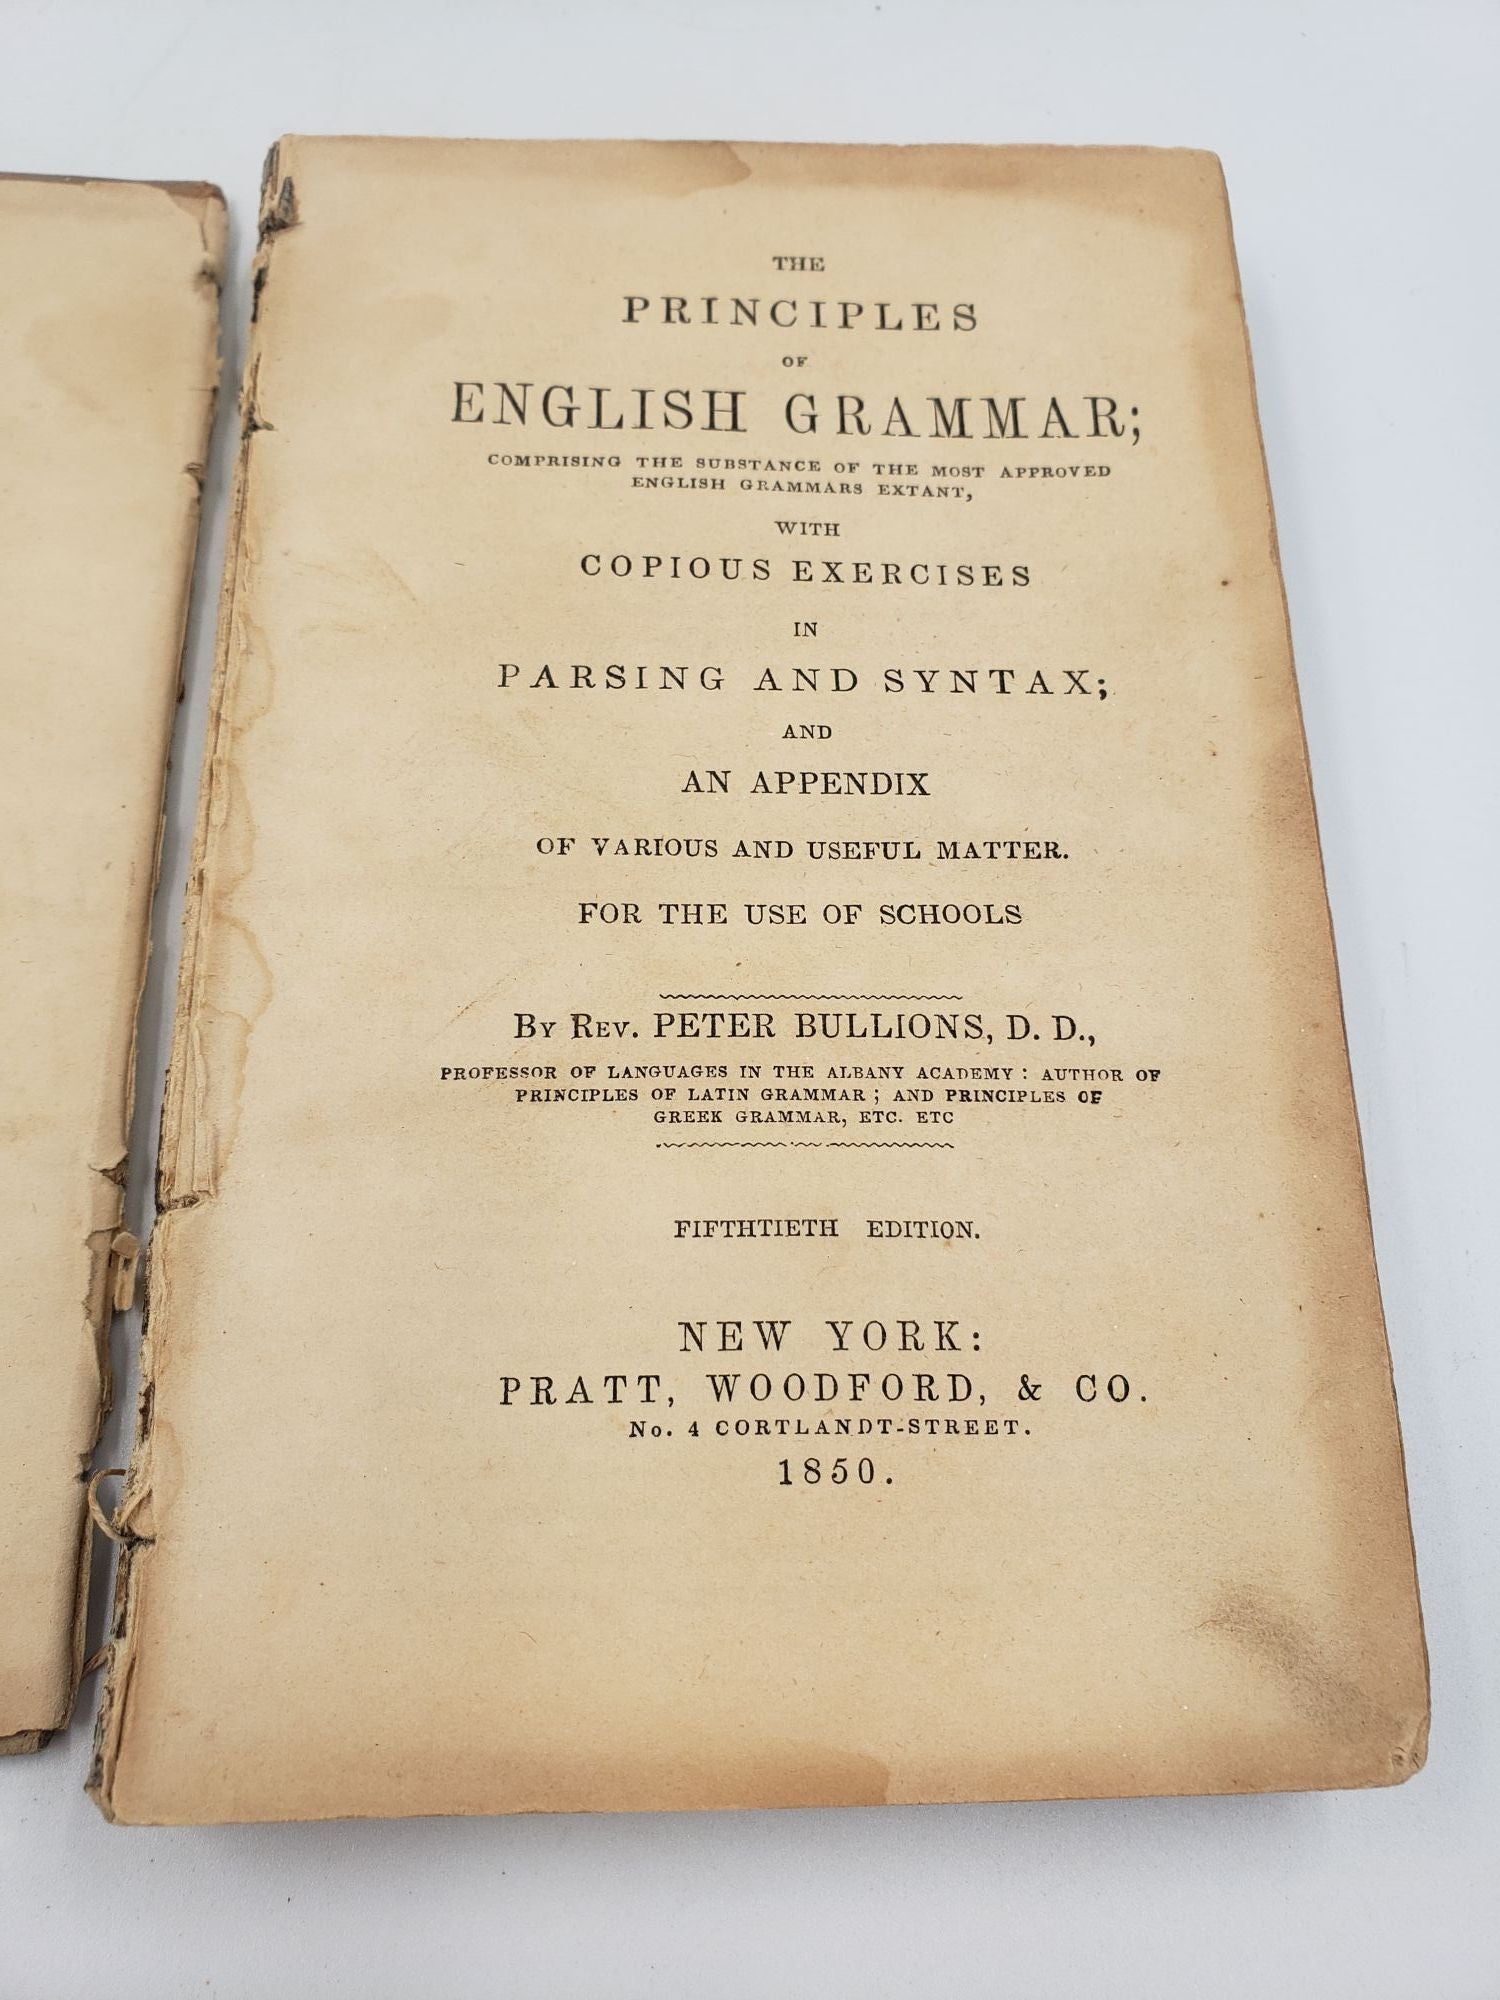 THE
PRINCIPLES
OF
ENGLISH GRAMMAR;
COMPRISING THE SUBSTANCE OF THE MOST APPROVED
ENGLISH GRAMMARS EXTANT,
WITH
COPIOUS EXERCISES
IN
PARSING AND SYNTAX;
AND
AN APPENDIX
OF VARIOUS AND USEFUL MATTER.
FOR THE USE OF SCHOOLS
BY REV. PETER BULLIONS, D. D.,
PROFESSOR OF LANGUAGES IN THE ALBANY ACADEMY: AUTHOR OF
PRINCIPLES OF LATIN GRAMMAR; AND PRINCIPLES OF
GREEK GRAMMAR, ETC. ETC
FIFTHTIETH EDITION.
NEW YORK:
PRATT, WOODFORD, & CO.
No. 4 CORTLANDT-STREET.
1850.